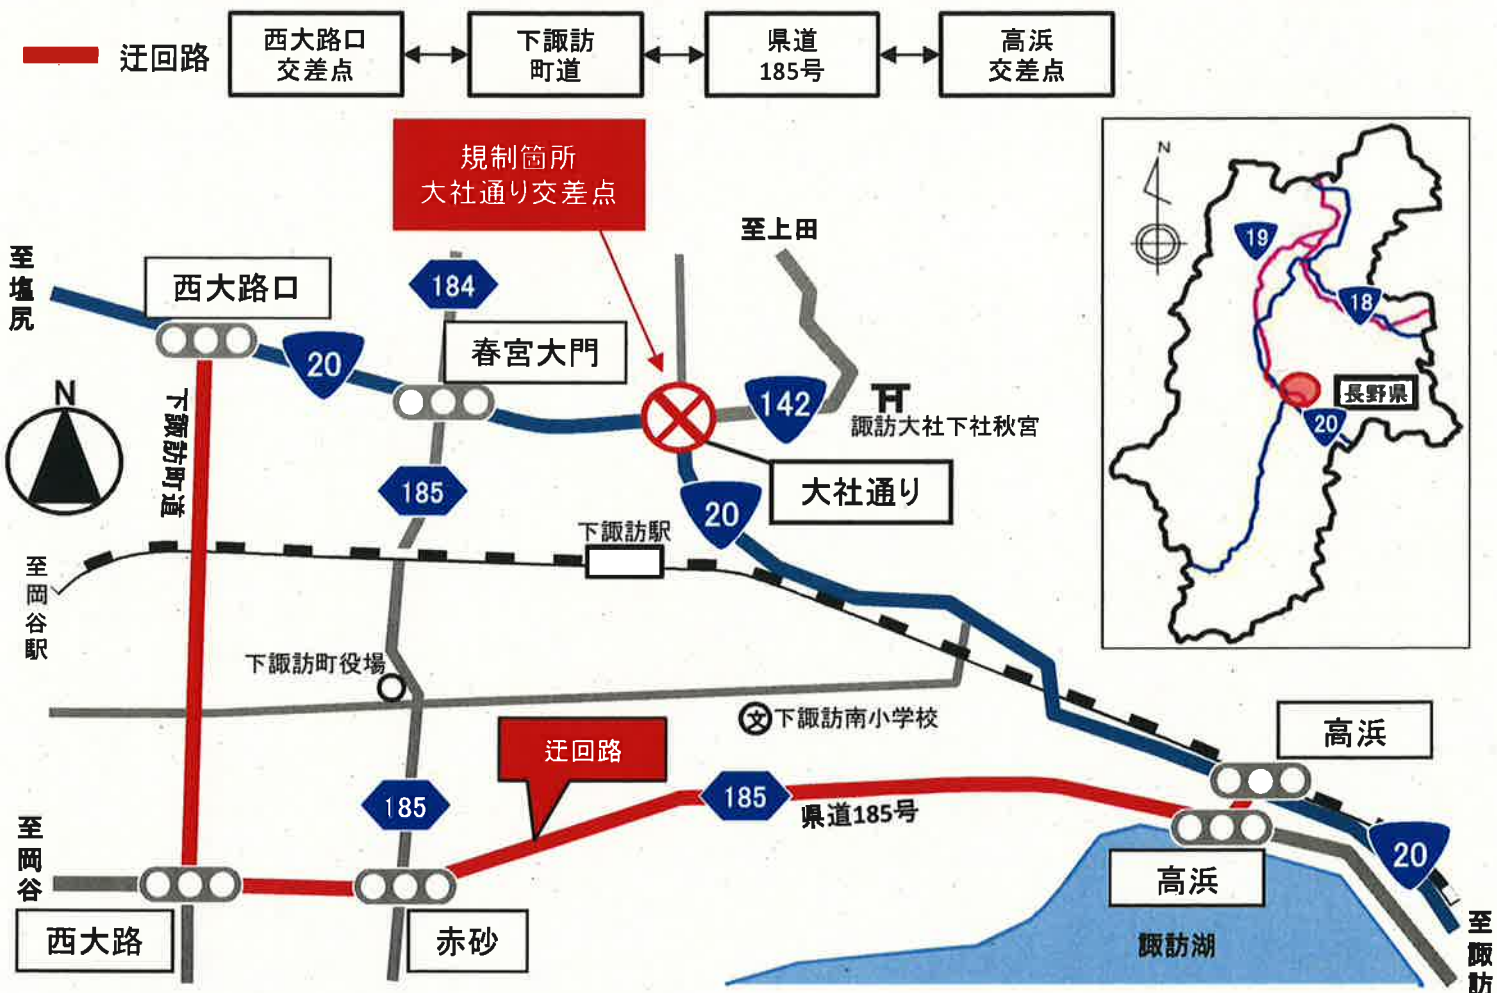 迂回路
西大路口
交差点
下諏訪
町道
県道
185号
高浜
交差点
規制箇所
大社通り交差点
至上田
至塩尻
西大路口
184
春宮大門
20
142
諏訪大社下社秋宮
N
下諏訪町道
185
大社通り
20
下諏訪駅
至岡谷駅
下諏訪町役場
文
下諏訪南小学校
迂回路
高浜
185
185
県道185号
至岡谷
20
高浜
西大路
赤砂
諏訪湖
至諏訪
N
19
18
長野県
20